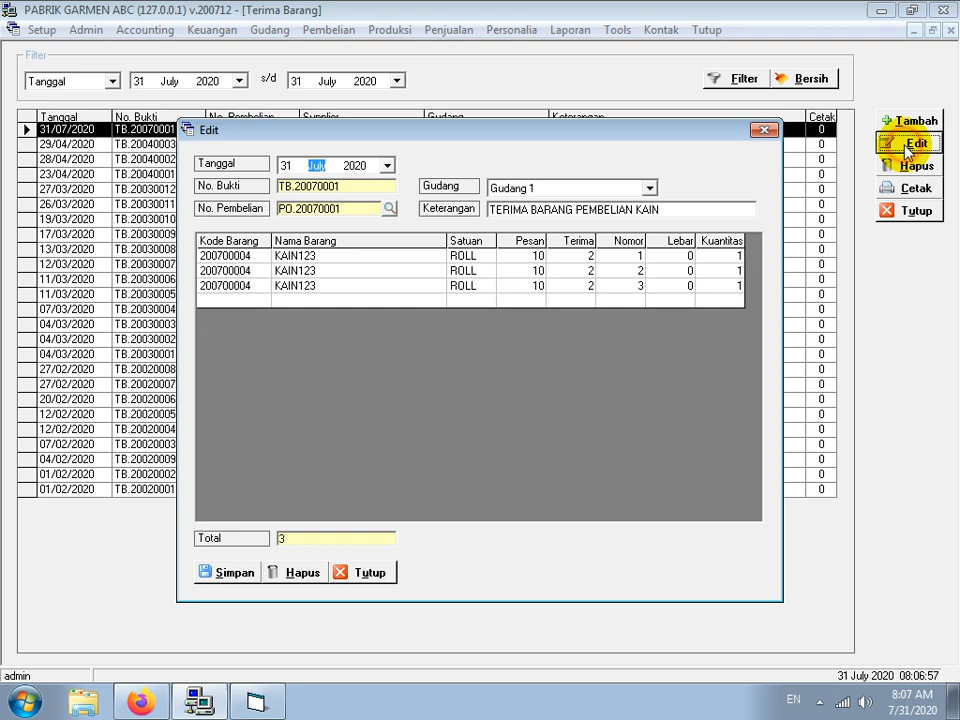 PABRIK GARMEN ABC (127.0.0.1) v.200712 - [Terima Barang]
Setup Admin Accounting Keuangan Gudang Pembelian Produksi Penjualan Personalia Laporan Tools Kontak Tutup
Filter
Tanggal 31 July 2020 s/d 31 July 2020 Filter Bersih
Tanggal No. Bukti No. Pembelian Supplier Gudang Keterangan Cetak
31/07/2020 TB.20070001 0
29/04/2020 TB.20040003 0
28/04/2020 TB.20040002 0
23/04/2020 TB.20040001 0
27/03/2020 TB.20030012 0
26/03/2020 TB.20030011 0
19/03/2020 TB.20030010 0
17/03/2020 TB.20030009 0
13/03/2020 TB.20030008 0
12/03/2020 TB.20030007 0
11/03/2020 TB.20030006 0
11/03/2020 TB.20030005 0
07/03/2020 TB.20030004 0
04/03/2020 TB.20030003 0
04/03/2020 TB.20030002 0
04/03/2020 TB.20030001 0
27/02/2020 TB.20020008 0
27/02/2020 TB.20020007 0
20/02/2020 TB.20020006 0
12/02/2020 TB.20020005 0
12/02/2020 TB.20020004 0
07/02/2020 TB.20020003 0
04/02/2020 TB.20020009 0
01/02/2020 TB.20020002 0
01/02/2020 TB.20020001 0
Tambah
Edit
Hapus
Cetak
Tutup
Edit
Tanggal 31 July 2020
No. Bukti TB.20070001 Gudang Gudang 1
No. Pembelian PO.20070001 Keterangan TERIMA BARANG PEMBELIAN KAIN
Kode Barang Nama Barang Satuan Pesan Terima Nomor Lebar Kuantitas
200700004 KAIN123 ROLL 10 2 1 0 1
200700004 KAIN123 ROLL 10 2 2 0 1
200700004 KAIN123 ROLL 10 2 3 0 1
Total 3
Simpan Hapus Tutup
admin 31 July 2020 08:06:57
EN 8:07 AM
7/31/2020